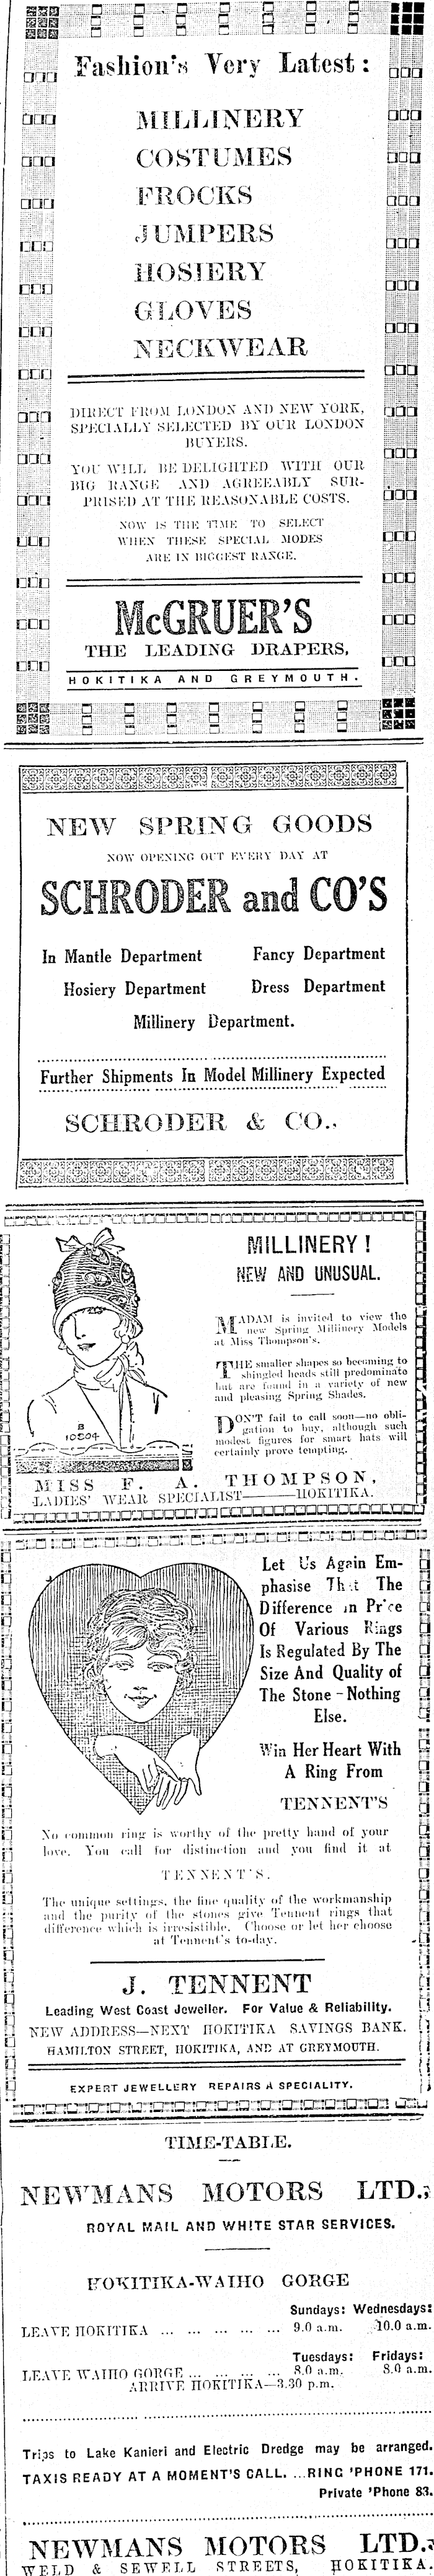 Fashion's Very Latest:
MILLINERY
COSTUMES
FROCKS
JUMPERS
HOSIERY
GLOVES
NECKWEAR
DIRECT FROM LONDON AND NEW YORK,
SPECIALLY SELECTED BY OUR LONDON
BUYERS.
YOU WILL BE DELIGHTED WITH OUR
BIG RANGE AND AGREEABLY SUR-
PRISED AT THE REASONABLE COSTS.
NOW IS THE TIME TO SELECT
WHEN THESE SPECIAL MODES
ARE IN BIGGEST RANGE.
McGRUER'S
THE LEADING DRAPERS,
HOKITIKA AND GREYMOUTH.
NEW SPRING GOODS
NOW OPENING OUT EVERY DAY AT
SCHRODER and CO'S
In Mantle Department Fancy Department
Hosiery Department Dress Department
Millinery Department.
Further Shipments In Model Millinery Expected
SCHRODER & CO.,
MILLINERY!
NEW AND UNUSUAL.
MADAM is invited to view the
new Spring Millinery Models
at Miss Thompson's.
THE smaller shapes so becoming to
shingled heads still predominate
but are found in a variety of new
and pleasing Spring Shades.
DON'T fail to call soon—no obli-
gation to buy, although such
modest figures for smart hats will
certainly prove tempting.
B
10804
MISS F. A. THOMPSON,
LADIES' WEAR SPECIALIST———HOKITIKA.
Let Us Again Em-
phasise That The
Difference in Price
Of Various Rings
Is Regulated By The
Size And Quality of
The Stone - Nothing
Else.
Win Her Heart With
A Ring From
TENNENT'S
No common ring is worthy of the pretty hand of your
love. You call for distinction and you find it at
TENNENT'S.
The unique settings, the fine quality of the workmanship
and the purity of the stones give Tennent rings that
difference which is irresistible. Choose or let her choose
at Tennent's to-day.
J. TENNENT
Leading West Coast Jeweller. For Value & Reliability.
NEW ADDRESS—NEXT HOKITIKA SAVINGS BANK.
HAMILTON STREET, HOKITIKA, AND AT GREYMOUTH.
EXPERT JEWELLERY REPAIRS A SPECIALITY.
TIME-TABLE.
NEWMANS MOTORS LTD.,
ROYAL MAIL AND WHITE STAR SERVICES.
HOKITIKA-WAIHO GORGE
Sundays: Wednesdays:
LEAVE HOKITIKA ... ... ... ... ... 9.0 a.m. 10.0 a.m.
Tuesdays: Fridays:
LEAVE WAIHO GORGE ... ... ... ... 8.0 a.m. 8.0 a.m.
ARRIVE HOKITIKA—3.30 p.m.
Trips to Lake Kanieri and Electric Dredge may be arranged.
TAXIS READY AT A MOMENT'S CALL. ...RING 'PHONE 171.
Private 'Phone 83.
NEWMANS MOTORS LTD.,
WELD & SEWELL STREETS, HOKITIKA.